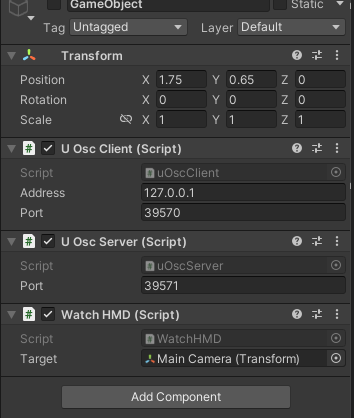 GameObject Static
Tag Untagged Layer Default
Transform
Position X 1.75 Y 0.65 Z 0
Rotation X 0 Y 0 Z 0
Scale X 1 Y 1 Z 1
# U Osc Client (Script)
Script # uOscClient
Address 127.0.0.1
Port 39570
# U Osc Server (Script)
Script # uOscServer
Port 39571
# Watch HMD (Script)
Script # WatchHMD
Target Main Camera (Transform)
Add Component